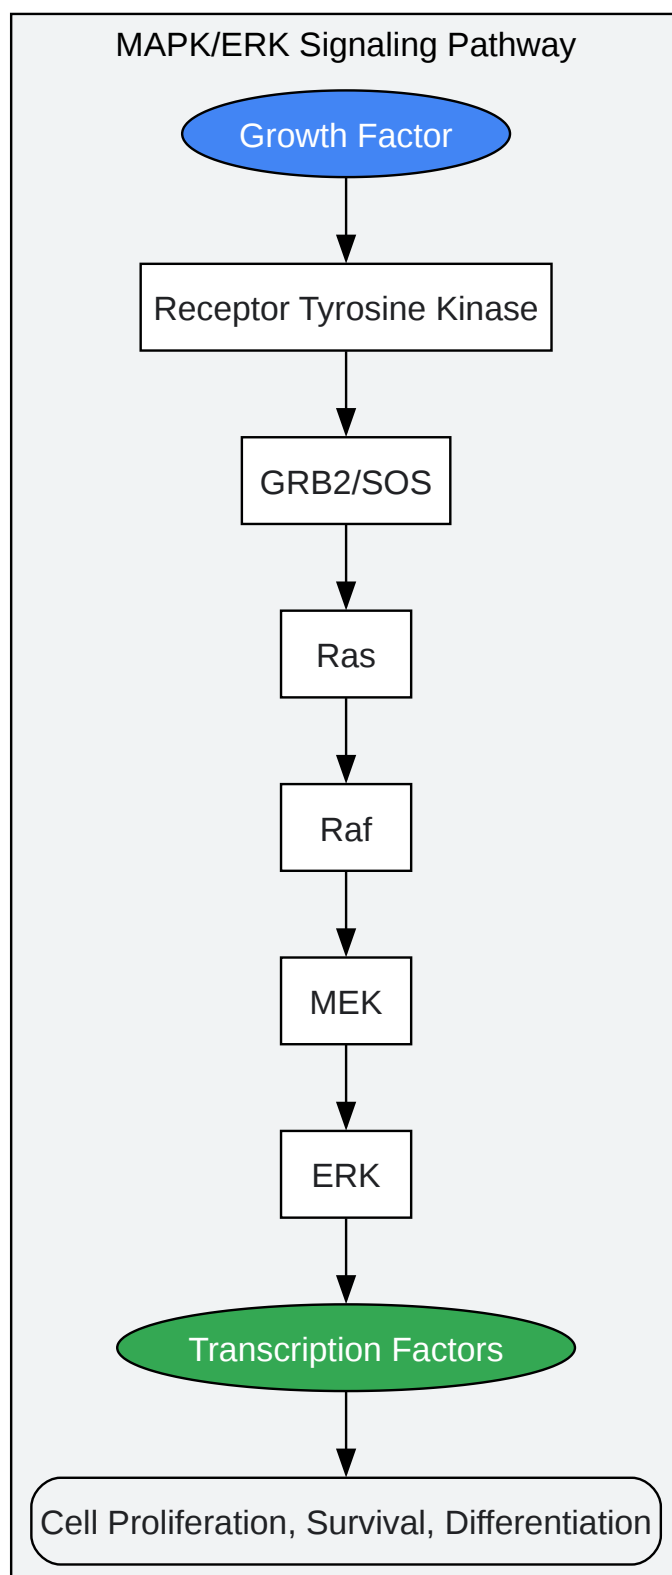 MAPK/ERK Signaling Pathway
Growth Factor
Receptor Tyrosine Kinase
GRB2/SOS
Ras
Raf
MEK
ERK
Transcription Factors
Cell Proliferation, Survival, Differentiation